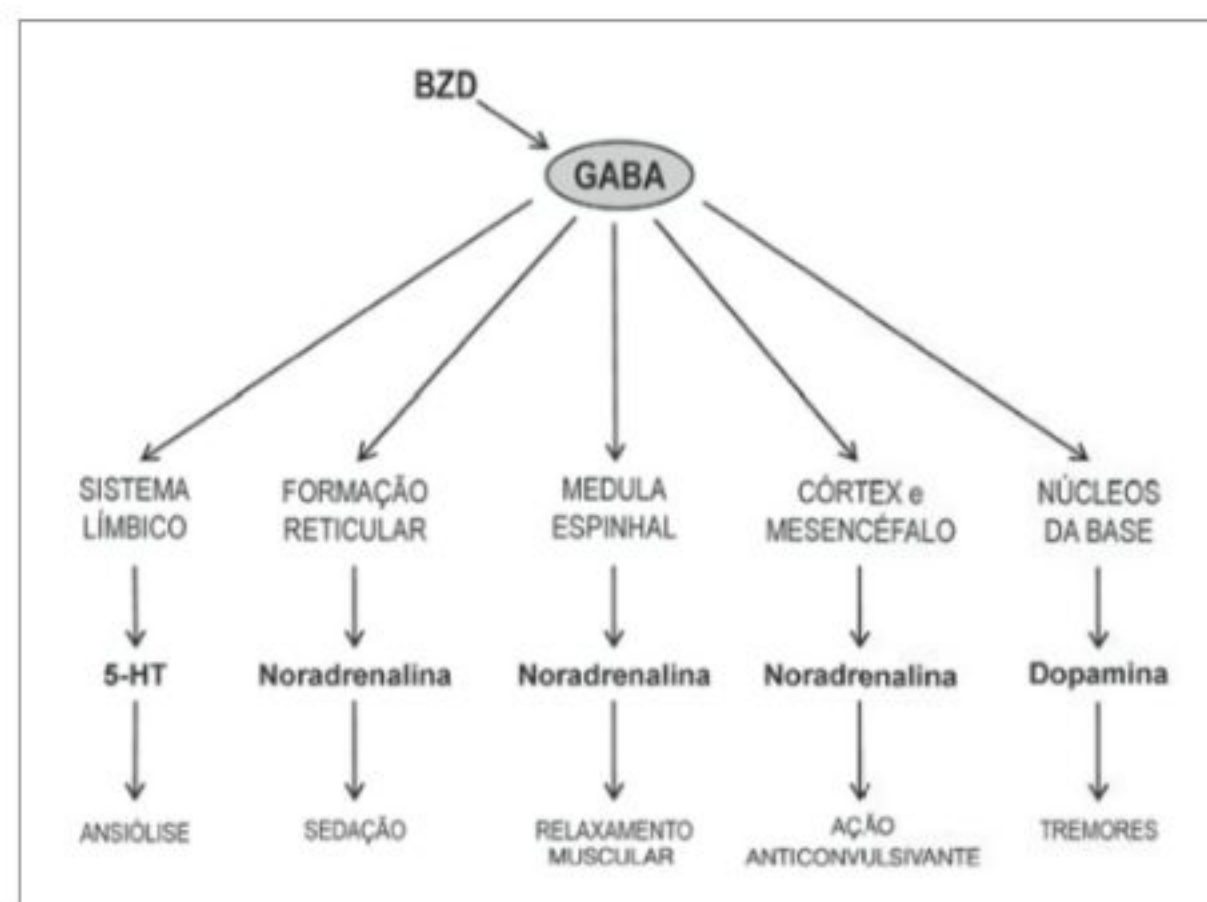 BZD
GABA
SISTEMA
LÍMBICO
FORMAÇÃO
RETICULAR
MEDULA
ESPINHAL
CÓRTEX e
MESENCÉFALO
NÚCLEOS
DA BASE
5-HT
Noradrenalina
Noradrenalina
Noradrenalina
Dopamina
ANSIÓLISE
SEDAÇÃO
RELAXAMENTO
MUSCULAR
AÇÃO
ANTICONVULSIVANTE
TREMORES